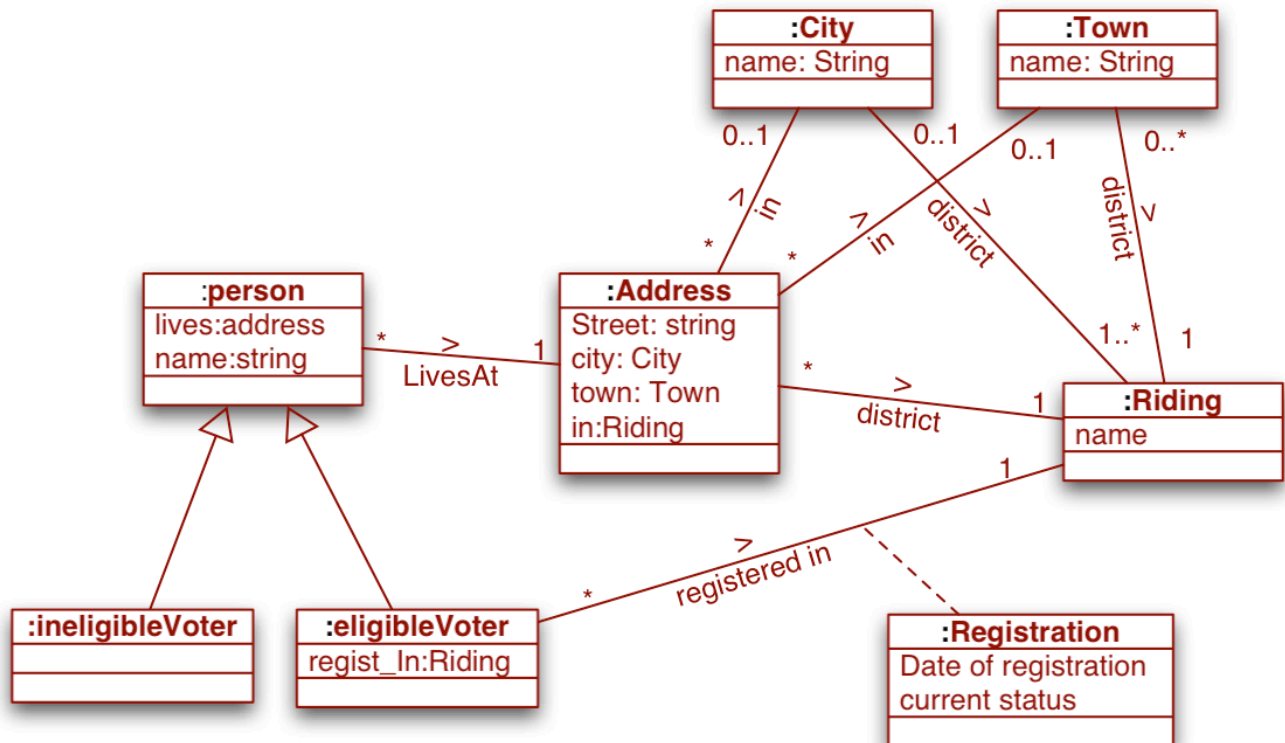 :City
name: String
:Town
name: String
0..1
0..1
0..1
0..*
>
in
>
in
>
district
>
district
*
*
1..*
1
:person
lives:address
name:string
*
>
LivesAt
1
:Address
Street: string
city: City
town: Town
in:Riding
*
>
district
1
:Riding
name
1
>
registered in
*
:ineligibleVoter
:eligibleVoter
regist_In:Riding
:Registration
Date of registration
current status